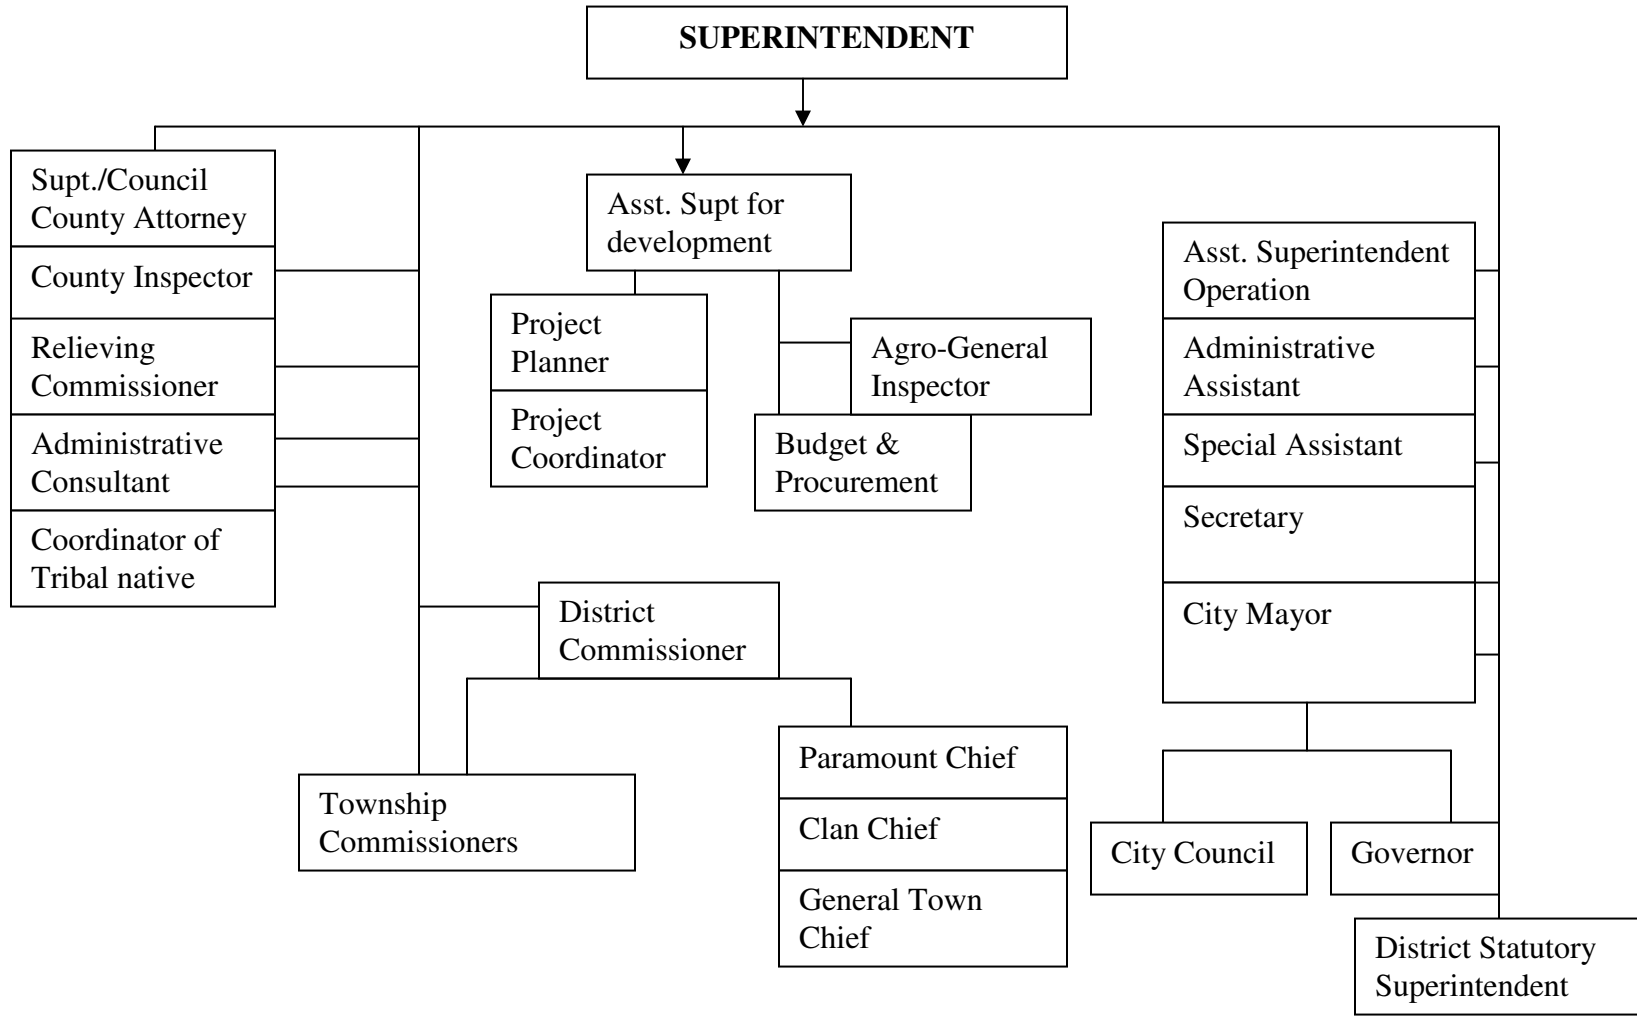 SUPERINTENDENT
Supt./Council
County Attorney
County Inspector
Relieving
Commissioner
Administrative
Consultant
Coordinator of
Tribal native
Asst. Supt for
development
Project
Planner
Project
Coordinator
Agro-General
Inspector
Budget &
Procurement
Asst. Superintendent
Operation
Administrative
Assistant
Special Assistant
Secretary
City Mayor
District
Commissioner
Township
Commissioners
Paramount Chief
Clan Chief
General Town
Chief
City Council
Governor
District Statutory
Superintendent